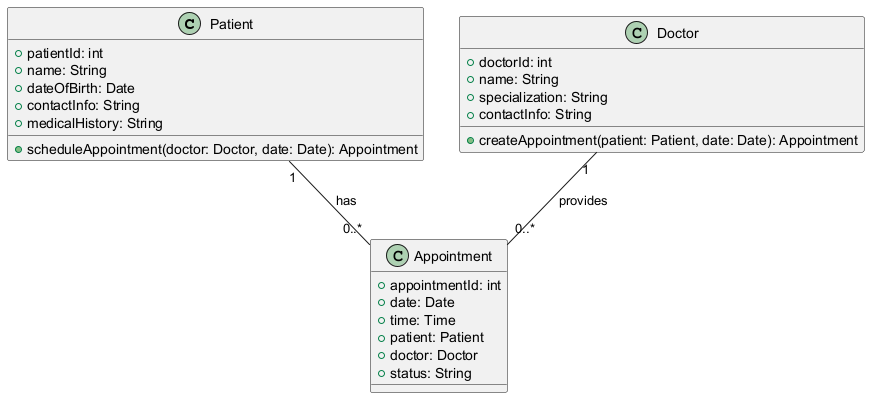 C Patient
patientId: int
name: String
dateOfBirth: Date
contactInfo: String
medicalHistory: String
scheduleAppointment(doctor: Doctor, date: Date): Appointment
C Doctor
doctorId: int
name: String
specialization: String
contactInfo: String
createAppointment(patient: Patient, date: Date): Appointment
1
has
0..*
1
provides
0..*
C Appointment
appointmentId: int
date: Date
time: Time
patient: Patient
doctor: Doctor
status: String